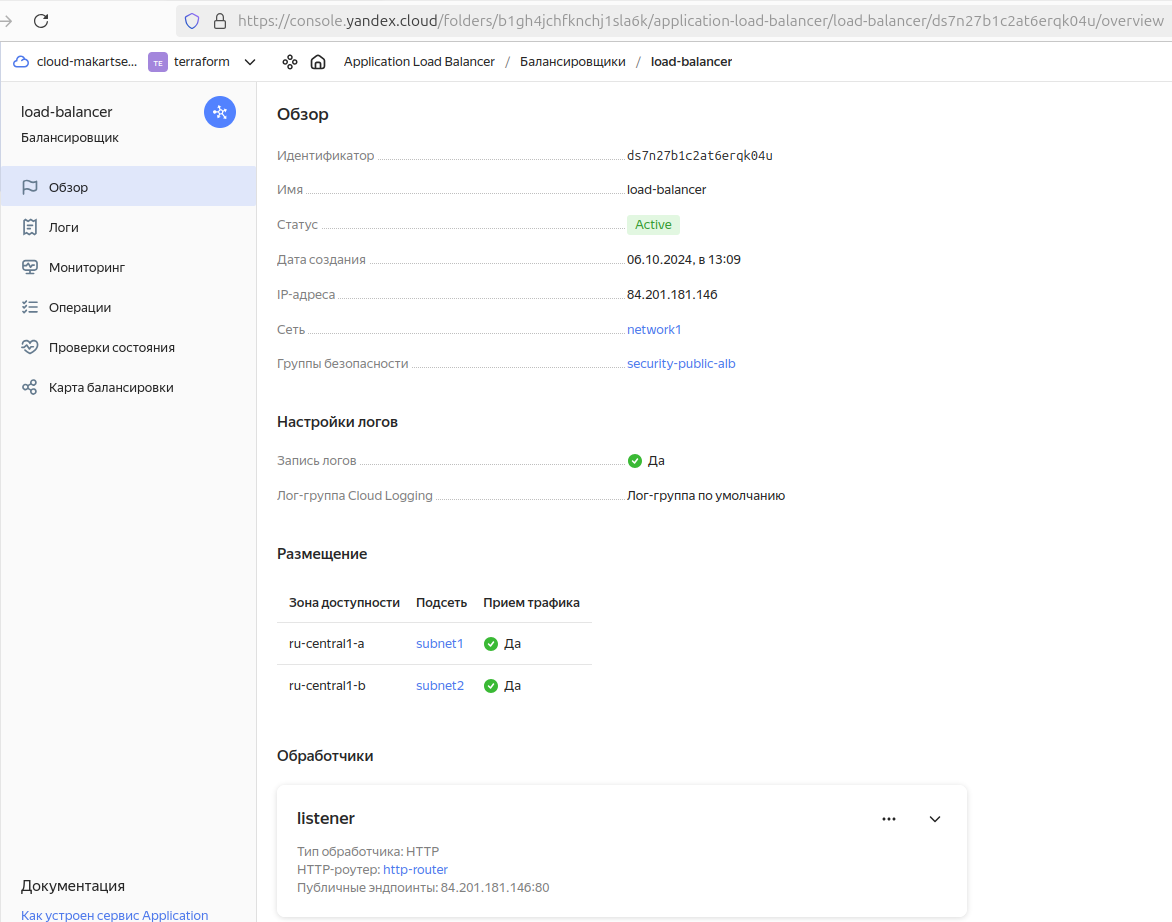 https://console.yandex.cloud/folders/b1gh4jchfknchj1sla6k/application-load-balancer/load-balancer/ds7n27b1c2at6erqk04u/overview
cloud-makartse... TE terraform Application Load Balancer / Балансировщики / load-balancer
load-balancer
Балансировщик
Обзор
Логи
Мониторинг
Операции
Проверки состояния
Карта балансировки
Документация
Как устроен сервис Application
Обзор
Идентификатор ds7n27b1c2at6erqk04u
Имя load-balancer
Статус Active
Дата создания 06.10.2024, в 13:09
IP-адреса 84.201.181.146
Сеть network1
Группы безопасности security-public-alb
Настройки логов
Запись логов Да
Лог-группа Cloud Logging Лог-группа по умолчанию
Размещение
Зона доступности Подсеть Прием трафика
ru-central1-a subnet1 Да
ru-central1-b subnet2 Да
Обработчики
listener
Тип обработчика: HTTP
HTTP-роутер: http-router
Публичные эндпоинты: 84.201.181.146:80